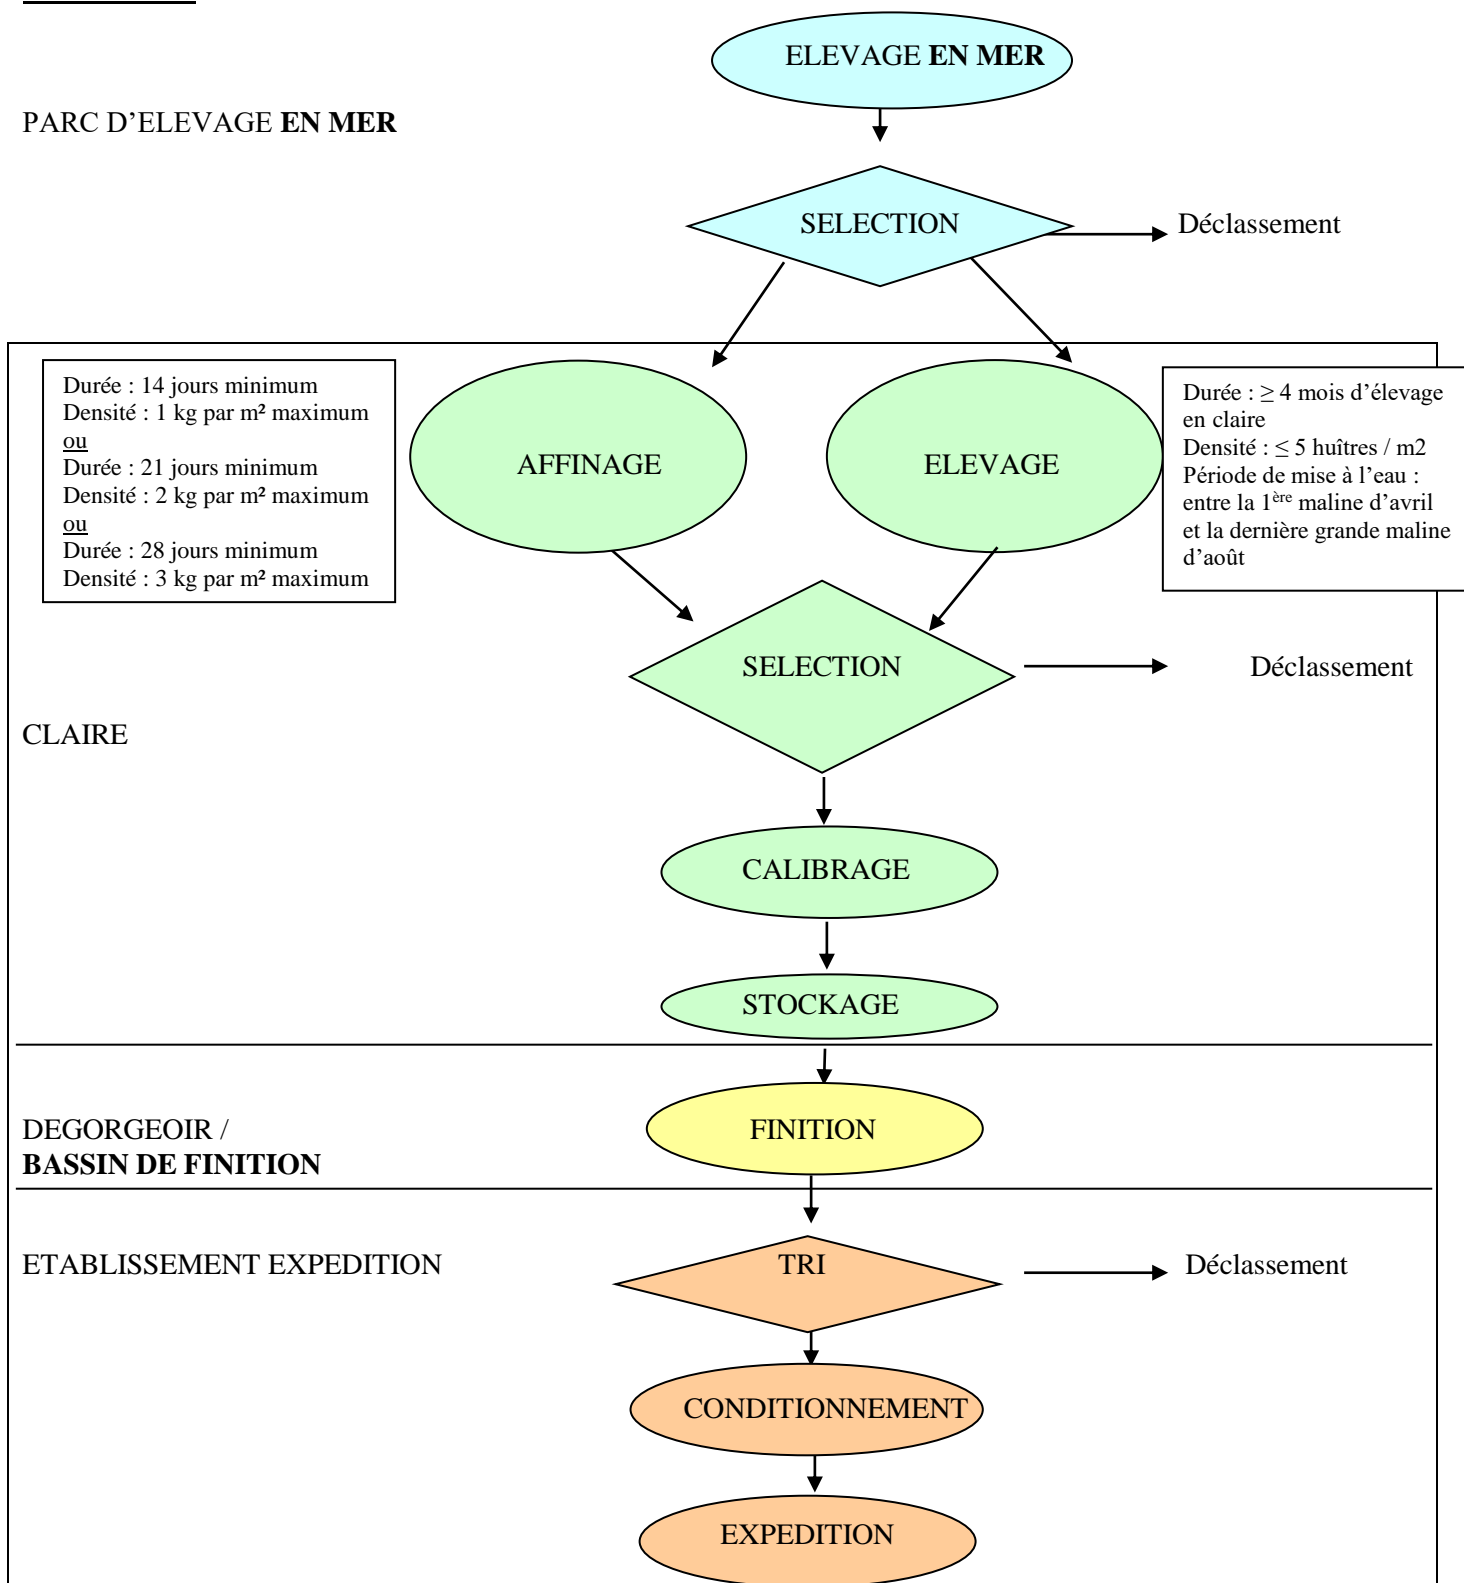 ELEVAGE EN MER
PARC D’ELEVAGE EN MER
SELECTION
Déclassement
Durée : 14 jours minimum
Densité : 1 kg par m² maximum
ou
Durée : 21 jours minimum
Densité : 2 kg par m² maximum
ou
Durée : 28 jours minimum
Densité : 3 kg par m² maximum
AFFINAGE
ELEVAGE
Durée : ≥ 4 mois d’élevage
en claire
Densité : ≤ 5 huîtres / m2
Période de mise à l’eau :
entre la 1ère maline d’avril
et la dernière grande maline
d’août
SELECTION
Déclassement
CLAIRE
CALIBRAGE
STOCKAGE
DEGORGEOIR /
BASSIN DE FINITION
FINITION
ETABLISSEMENT EXPEDITION
TRI
Déclassement
CONDITIONNEMENT
EXPEDITION